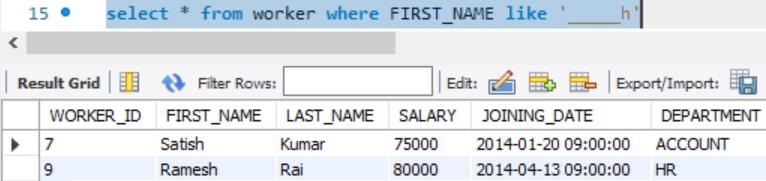 15 select * from worker where FIRST_NAME like '_____h'
Result Grid Filter Rows: Edit: Export/Import:
WORKER_ID FIRST_NAME LAST_NAME SALARY JOINING_DATE DEPARTMENT
7 Satish Kumar 75000 2014-01-20 09:00:00 ACCOUNT
9 Ramesh Rai 80000 2014-04-13 09:00:00 HR